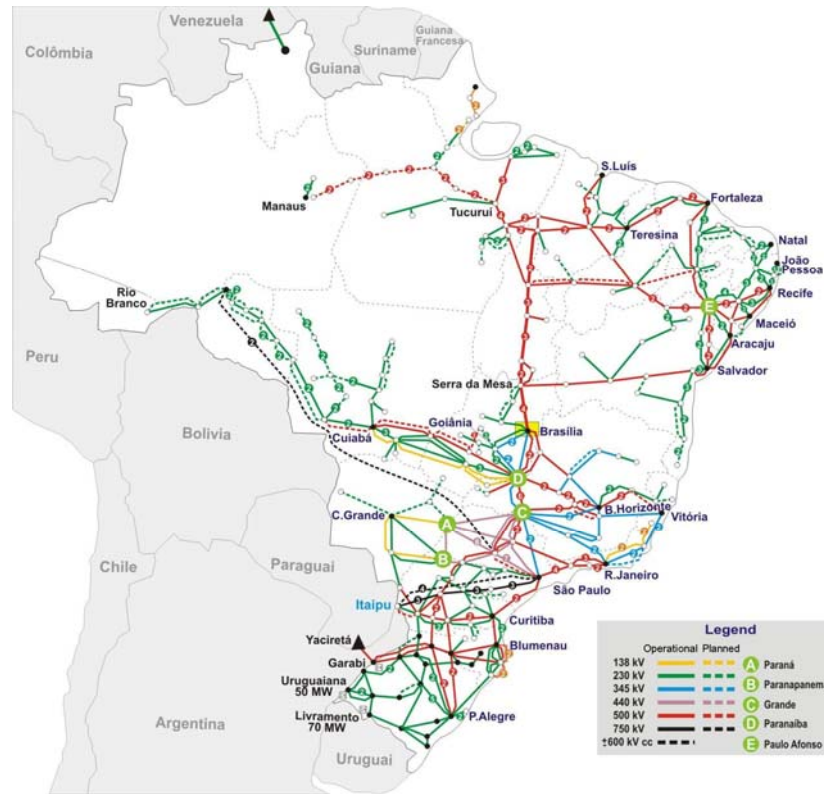 Venezuela
Guiana
Francesa
Suriname
Guiana
Colômbia
S.Luís
Manaus
Tucuruí
Fortaleza
Teresina
Natal
João
Pessoa
Rio
Branco
Recife
E
Maceió
Aracaju
Peru
Serra da Mesa
Salvador
Bolivia
Goiânia
Brasília
Cuiabá
D
C.Grande
A
C
B.Horizonte
Vitória
Chile
Paraguai
B
R.Janeiro
São Paulo
Itaipu
Curitiba
Yaciretá
Blumenau
Garabi
Uruguaiana
50 MW
Livramento
70 MW
P.Alegre
Argentina
Uruguai
Legend
Operational Planned
138 kV A Paraná
230 kV B Paranapanema
345 kV
440 kV C Grande
500 kV D Paranaíba
750 kV
±600 kV cc E Paulo Afonso